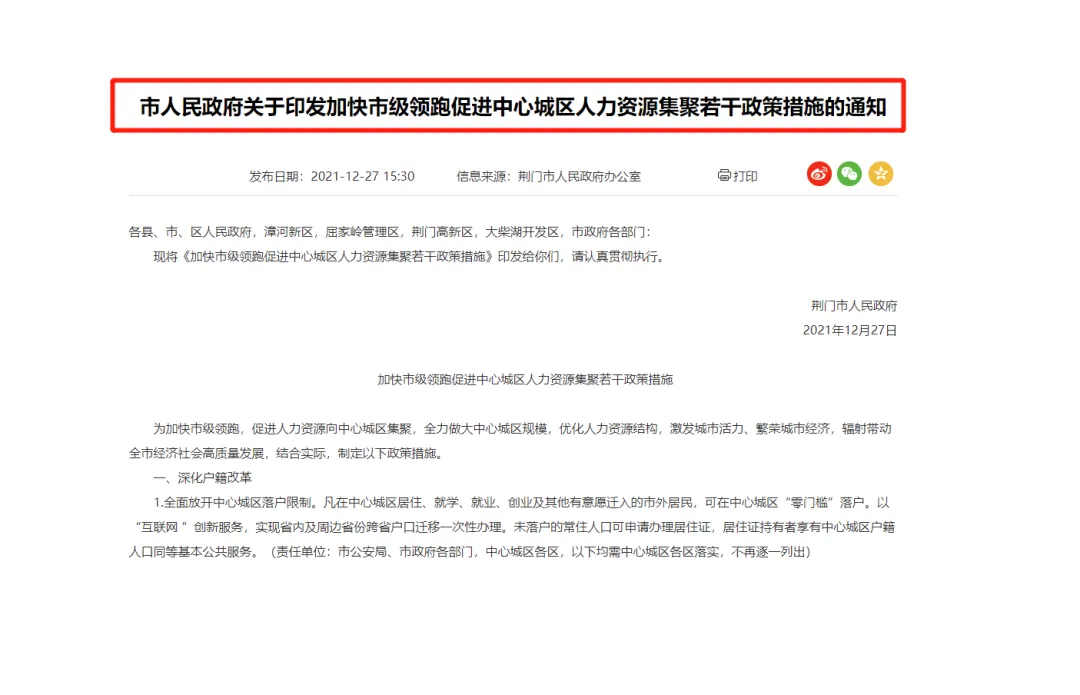 市人民政府关于印发加快市级领跑促进中心城区人力资源集聚若干政策措施的通知
发布日期：2021-12-27 15:30 信息来源：荆门市人民政府办公室 打印
各县、市、区人民政府，漳河新区，屈家岭管理区，荆门高新区，大柴湖开发区，市政府各部门：
现将《加快市级领跑促进中心城区人力资源集聚若干政策措施》印发给你们，请认真贯彻执行。
荆门市人民政府
2021年12月27日
加快市级领跑促进中心城区人力资源集聚若干政策措施
为加快市级领跑，促进人力资源向中心城区集聚，全力做大中心城区规模，优化人力资源结构，激发城市活力、繁荣城市经济，辐射带动
全市经济社会高质量发展，结合实际，制定以下政策措施。
一、深化户籍改革
1.全面放开中心城区落户限制。凡在中心城区居住、就学、就业、创业及其他有意愿迁入的市外居民，可在中心城区“零门槛”落户。以
“互联网 ”创新服务，实现省内及周边省份跨省户口迁移一次性办理。未落户的常住人口可申请办理居住证，居住证持有者享有中心城区户籍
人口同等基本公共服务。（责任单位：市公安局、市政府各部门，中心城区各区，以下均需中心城区各区落实，不再逐一列出）